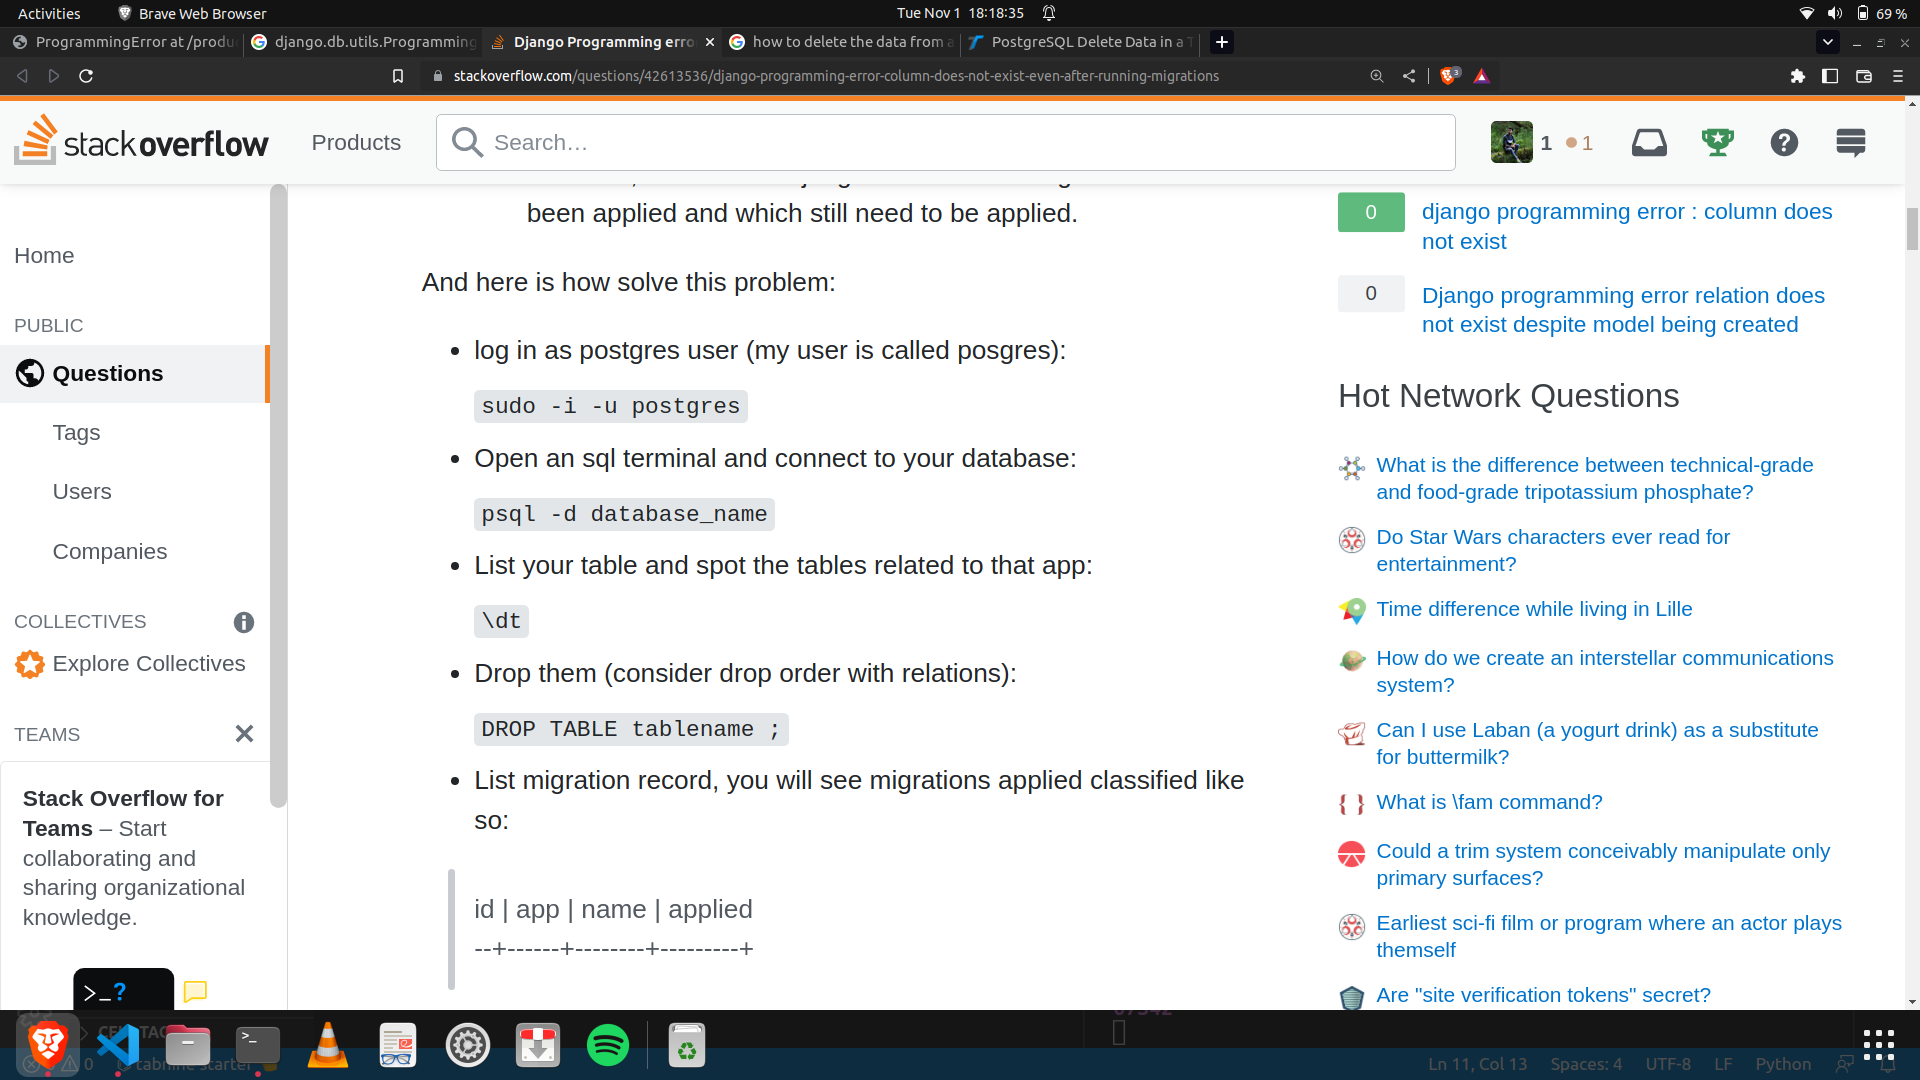 Activities
Brave Web Browser
Tue Nov 1 18:18:35
69 %
ProgrammingError at /produ
django.db.utils.Programming
Django Programming erro
how to delete the data from a
PostgreSQL Delete Data in a T
stackoverflow.com/questions/42613536/django-programming-error-column-does-not-exist-even-after-running-migrations
3
stackoverflow
Products
Search…
1
1
Home
PUBLIC
Questions
Tags
Users
Companies
COLLECTIVES
Explore Collectives
TEAMS
Stack Overflow for
Teams – Start
collaborating and
sharing organizational
knowledge.
>_?
been applied and which still need to be applied.
And here is how solve this problem:
• log in as postgres user (my user is called posgres):
sudo -i -u postgres
• Open an sql terminal and connect to your database:
psql -d database_name
• List your table and spot the tables related to that app:
\dt
• Drop them (consider drop order with relations):
DROP TABLE tablename ;
• List migration record, you will see migrations applied classified like
so:
id | app | name | applied
--+------+--------+---------+
0
django programming error : column does
not exist
0
Django programming error relation does
not exist despite model being created
Hot Network Questions
What is the difference between technical-grade
and food-grade tripotassium phosphate?
Do Star Wars characters ever read for
entertainment?
Time difference while living in Lille
How do we create an interstellar communications
system?
Can I use Laban (a yogurt drink) as a substitute
for buttermilk?
What is \fam command?
Could a trim system conceivably manipulate only
primary surfaces?
Earliest sci-fi film or program where an actor plays
themself
Are "site verification tokens" secret?
0
tabnine starter
Ln 11, Col 13
Spaces: 4
UTF-8
LF
Python